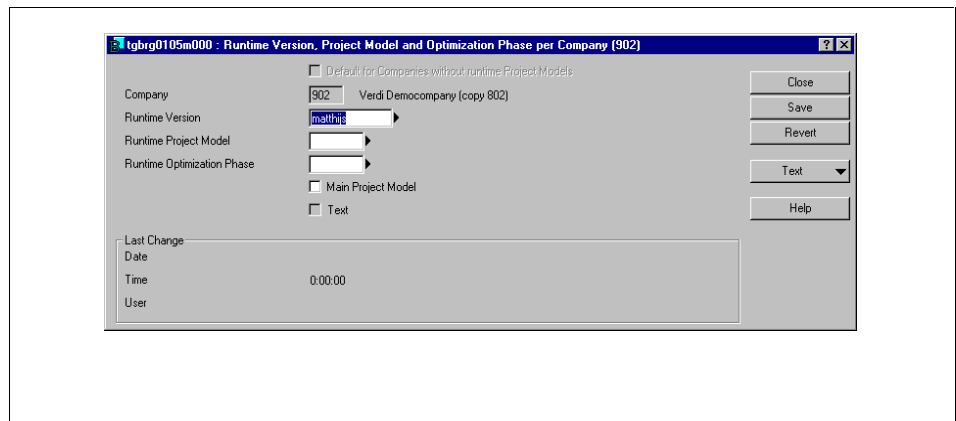 tgbrg0105m000 : Runtime Version, Project Model and Optimization Phase per Company (902)
Default for Companies without runtime Project Models
Company 902 Verdi Democompany (copy 802)
Runtime Version matthijs
Runtime Project Model
Runtime Optimization Phase
Main Project Model
Text
Last Change
Date
Time 0:00:00
User
Close
Save
Revert
Text
Help